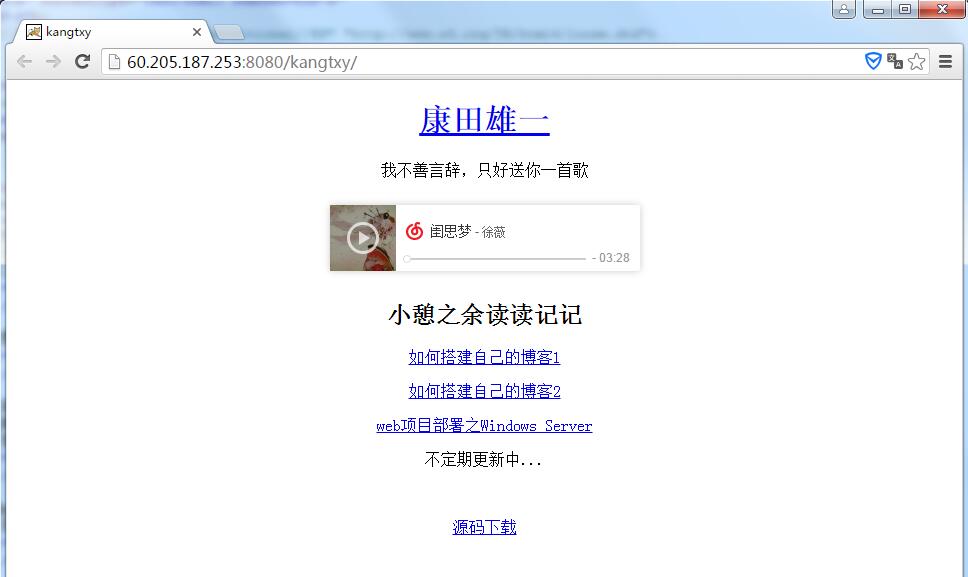 kangtxy
60.205.187.253:8080/kangtxy/
康田雄一
我不善言辞，只好送你一首歌
闺思梦 - 徐薇
- 03:28
小憩之余读读记记
如何搭建自己的博客1
如何搭建自己的博客2
web项目部署之Windows Server
不定期更新中...
源码下载